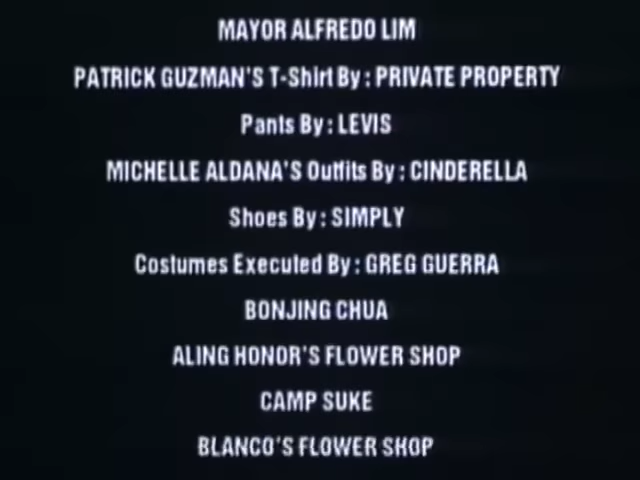 MAYOR ALFREDO LIM
PATRICK GUZMAN'S T-Shirt By : PRIVATE PROPERTY
Pants By : LEVIS
MICHELLE ALDANA'S Outfits By : CINDERELLA
Shoes By : SIMPLY
Costumes Executed By : GREG GUERRA
BONJING CHUA
ALING HONOR'S FLOWER SHOP
CAMP SUKE
BLANCO'S FLOWER SHOP